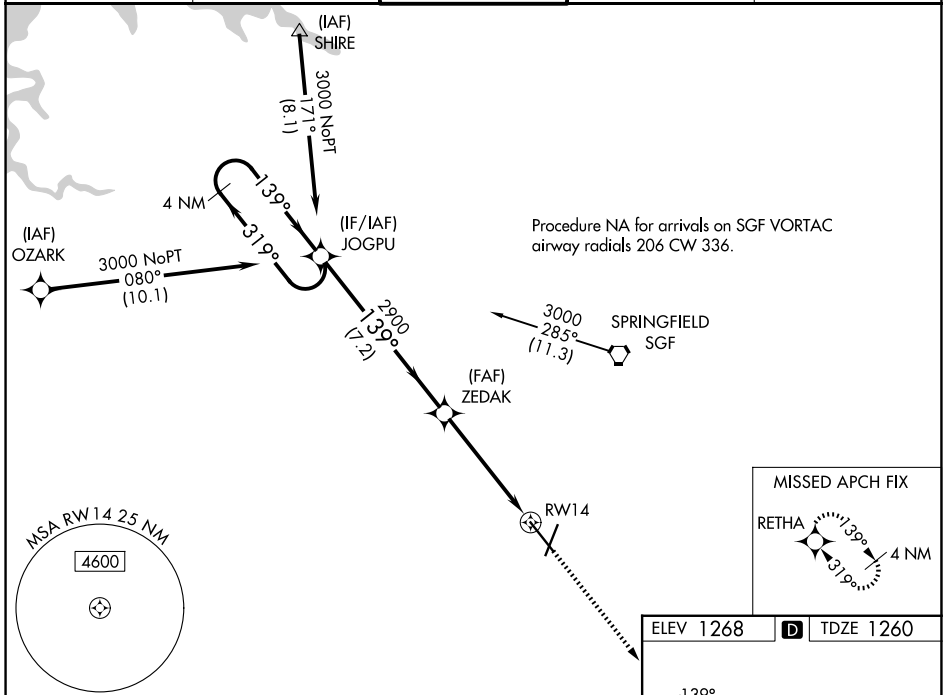 (IAF)
SHIRE
3000 NoPT
171°
(8.1)
4 NM
139°
319°
(IF/IAF)
JOGPU
(IAF)
OZARK
3000 NoPT
080°
(10.1)
Procedure NA for arrivals on SGF VORTAC
airway radials 206 CW 336.
2900
139°
(7.2)
3000
285°
(11.3)
SPRINGFIELD
SGF
(FAF)
ZEDAK
RW14
MISSED APCH FIX
RETHA
139°
319°
4 NM
MSA RW14 25 NM
4600
ELEV 1268
D
TDZE 1260
139°